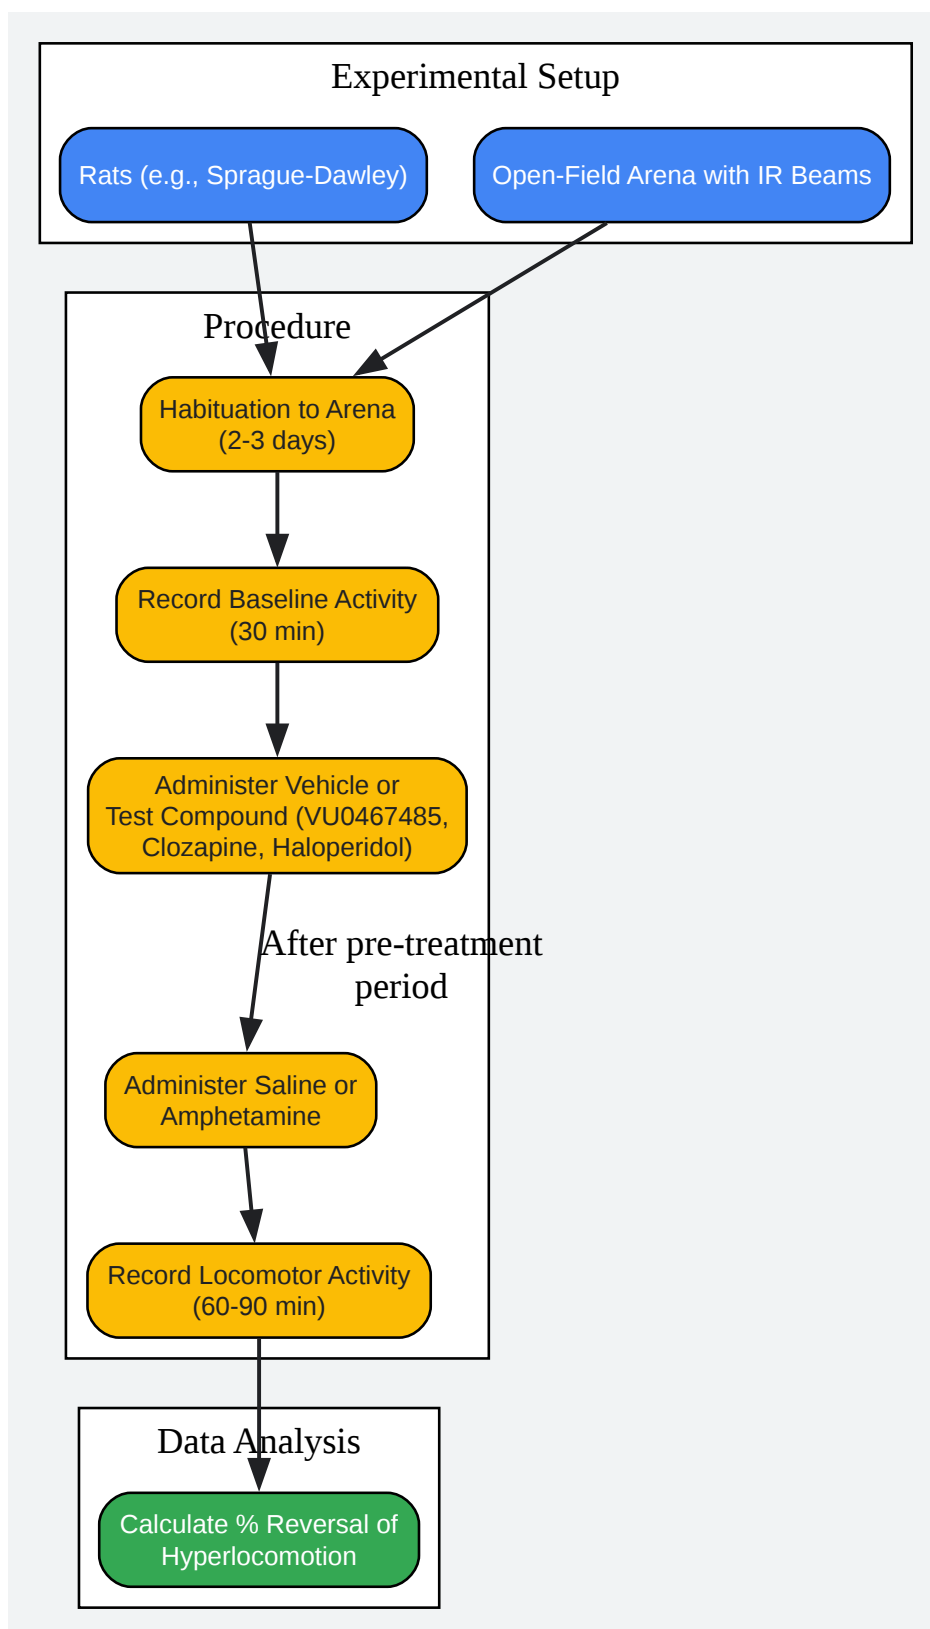 Experimental Setup
Rats (e.g., Sprague-Dawley)
Open-Field Arena with IR Beams
Procedure
Habituation to Arena
(2-3 days)
Record Baseline Activity
(30 min)
Administer Vehicle or
Test Compound (VU0467485,
Clozapine, Haloperidol)
After pre-treatment
period
Administer Saline or
Amphetamine
Record Locomotor Activity
(60-90 min)
Data Analysis
Calculate % Reversal of
Hyperlocomotion